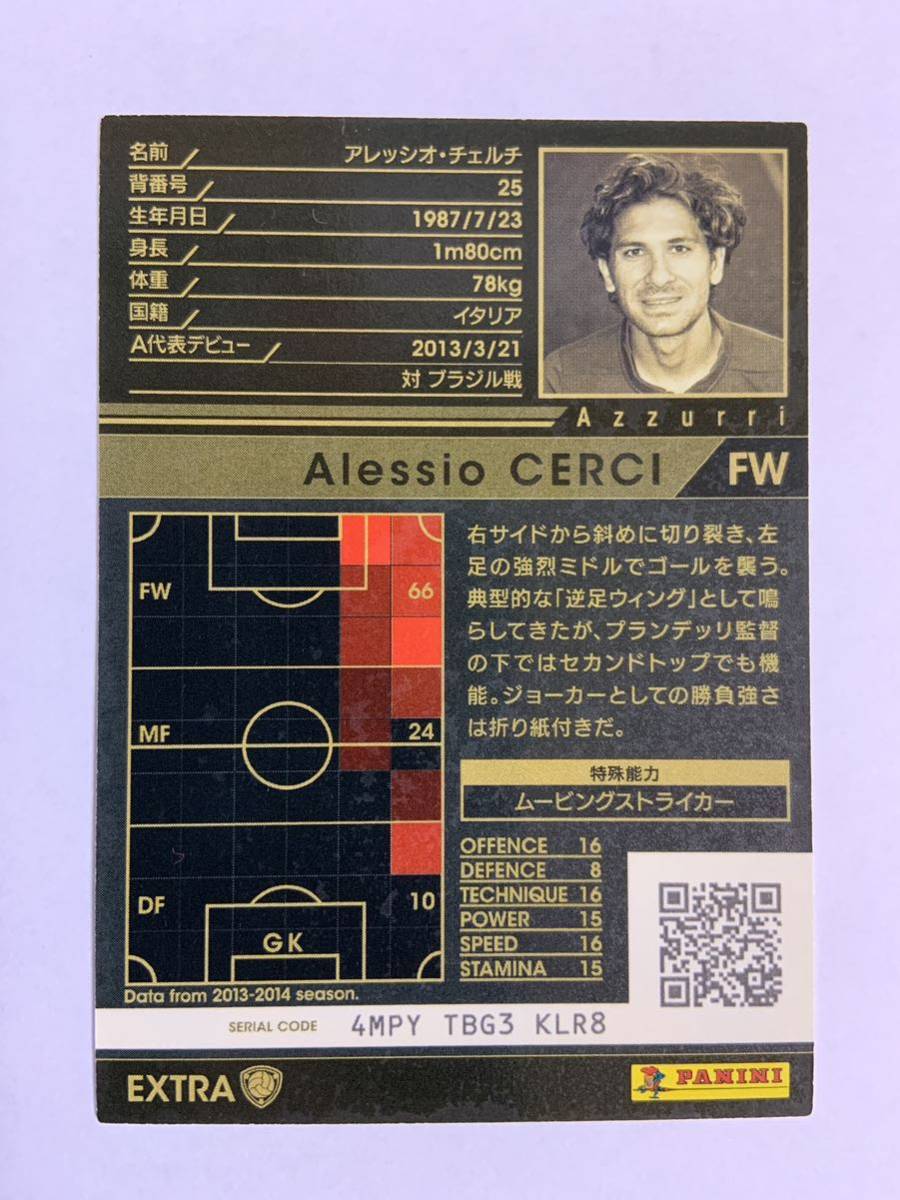 名前 アレッシオ・チェルチ
背番号 25
生年月日 1987/7/23
身長 1m80cm
体重 78kg
国籍 イタリア
A代表デビュー 2013/3/21
対 ブラジル戦
Azzurri
Alessio CERCI FW
FW 66
MF 24
DF 10
GK
Data from 2013-2014 season.
右サイドから斜めに切り裂き、左
足の強烈ミドルでゴールを襲う。
典型的な「逆足ウィング」として鳴
らしてきたが、プランデッリ監督
の下ではセカンドトップでも機
能。ジョーカーとしての勝負強さ
は折り紙付きだ。
特殊能力
ムービングストライカー
OFFENCE 16
DEFENCE 8
TECHNIQUE 16
POWER 15
SPEED 16
STAMINA 15
SERIAL CODE 4MPY TBG3 KLR8
EXTRA
PANINI